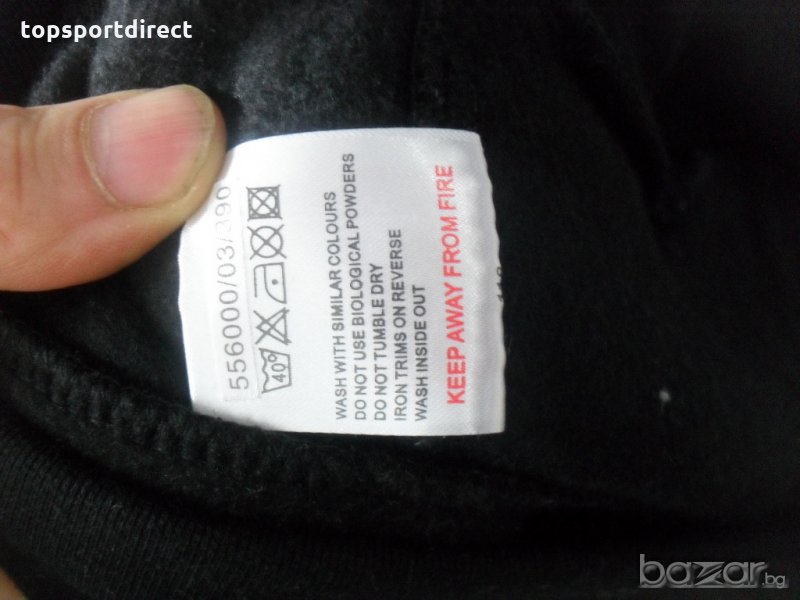 topsportdirect
556000/03/390
40°
WASH WITH SIMILAR COLOURS
DO NOT USE BIOLOGICAL POWDERS
DO NOT TUMBLE DRY
IRON TRIMS ON REVERSE
WASH INSIDE OUT
KEEP AWAY FROM FIRE
bazar.bg